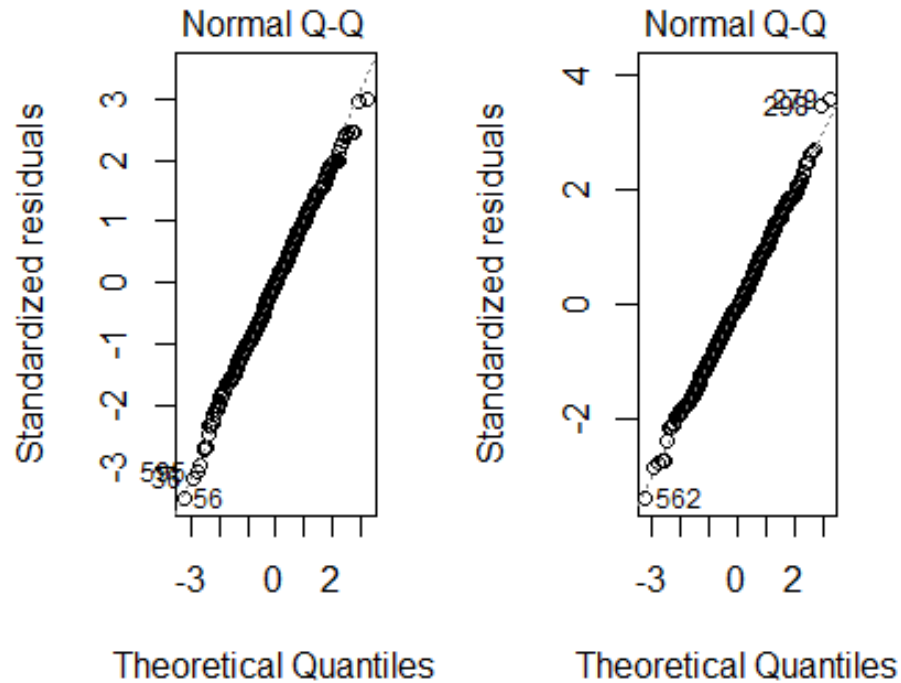 Normal Q-Q
Standardized residuals
3
2
1
0
-1
-2
-3
56
-3 0 2
Theoretical Quantiles
Normal Q-Q
Standardized residuals
4
2
0
-2
298
562
-3 0 2
Theoretical Quantiles